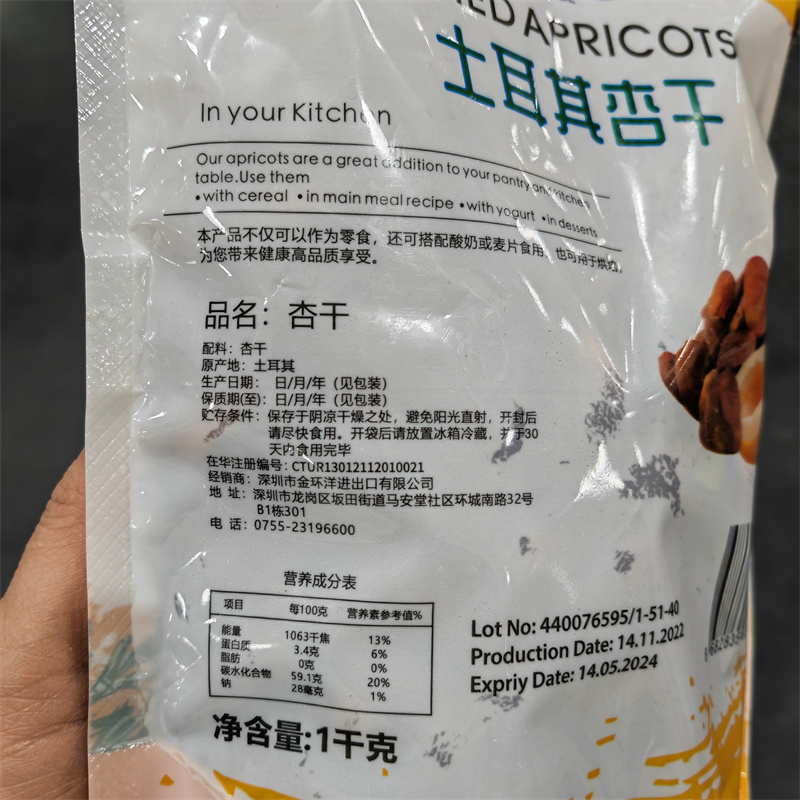 APRICOTS
土耳其杏干
In your Kitchen
Our apricots are a great addition to your pantry and kitchen
table.Use them
•with cereal •in main meal recipe •with yogurt •in desserts
本产品不仅可以作为零食，还可搭配酸奶或麦片食用，也可用于烘焙，
为您带来健康高品质享受。
品名：杏干
配料：杏干
原产地：土耳其
生产日期： 日/月/年（见包装）
保质期(至)：日/月/年（见包装）
贮存条件：保存于阴凉干燥之处，避免阳光直射，开封后
请尽快食用。开袋后请放置冰箱冷藏，并于30
天内食用完毕
在华注册编号：CTUR13012112010021
经销商：深圳市金环洋进出口有限公司
地 址：深圳市龙岗区坂田街道马安堂社区环城南路32号
B1栋301
电 话：0755-23196600
营养成分表
项目 每100克 营养素参考值%
能量 1063千焦 13%
蛋白质 3.4克 6%
脂肪 0克 0%
碳水化合物 59.1克 20%
钠 28毫克 1%
净含量:1千克
Lot No: 440076595/1-51-40
Production Date: 14.11.2022
Expriy Date: 14.05.2024